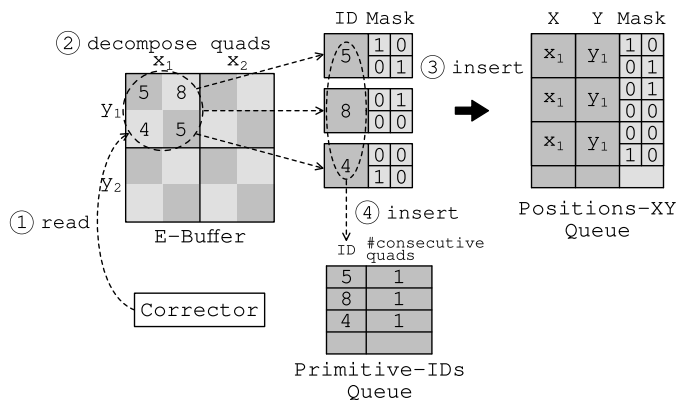 ② decompose quads
x₁ x₂
y₁
y₂
5 8
4 5
① read
E-Buffer
Corrector
ID Mask
5 1 0
0 1
8 0 1
0 0
4 0 0
1 0
③ insert
④ insert
ID #consecutive
quads
5 1
8 1
4 1
Primitive-IDs
Queue
X Y Mask
x₁ y₁ 1 0
0 1
x₁ y₁ 0 1
0 0
x₁ y₁ 0 0
1 0
Positions-XY
Queue